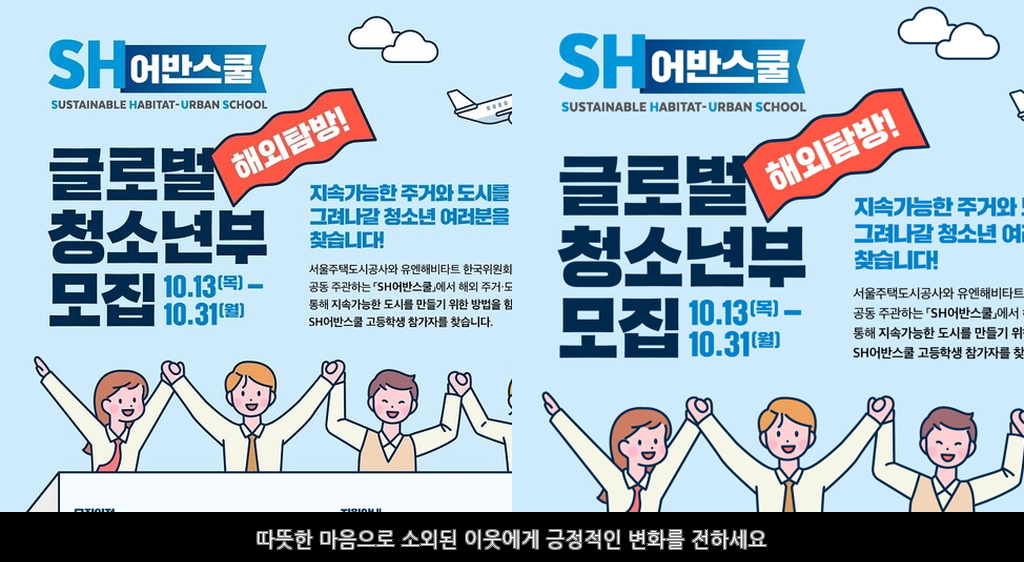 SH어반스쿨
SUSTAINABLE HABITAT-URBAN SCHOOL
해외탐방!
글로벌
청소년부
모집
10.13(목) –
10.31(월)
지속가능한 주거와 도시를
그려나갈 청소년 여러분을
찾습니다!
서울주택도시공사와 유엔해비타트 한국위원회
공동 주관하는 「SH어반스쿨」에서 해외 주거·도
통해 지속가능한 도시를 만들기 위한 방법을 함
SH어반스쿨 고등학생 참가자를 찾습니다.
SH어반스쿨
SUSTAINABLE HABITAT-URBAN SCHOOL
해외탐방!
글로벌
청소년부
모집
10.13(목) –
10.31(월)
지속가능한 주거와
그려나갈 청소년
찾습니다!
서울주택도시공사와 유엔해비타트
공동 주관하는 「SH어반스쿨」에서
통해 지속가능한 도시를 만들기
SH어반스쿨 고등학생 참가자를
따뜻한 마음으로 소외된 이웃에게 긍정적인 변화를 전하세요